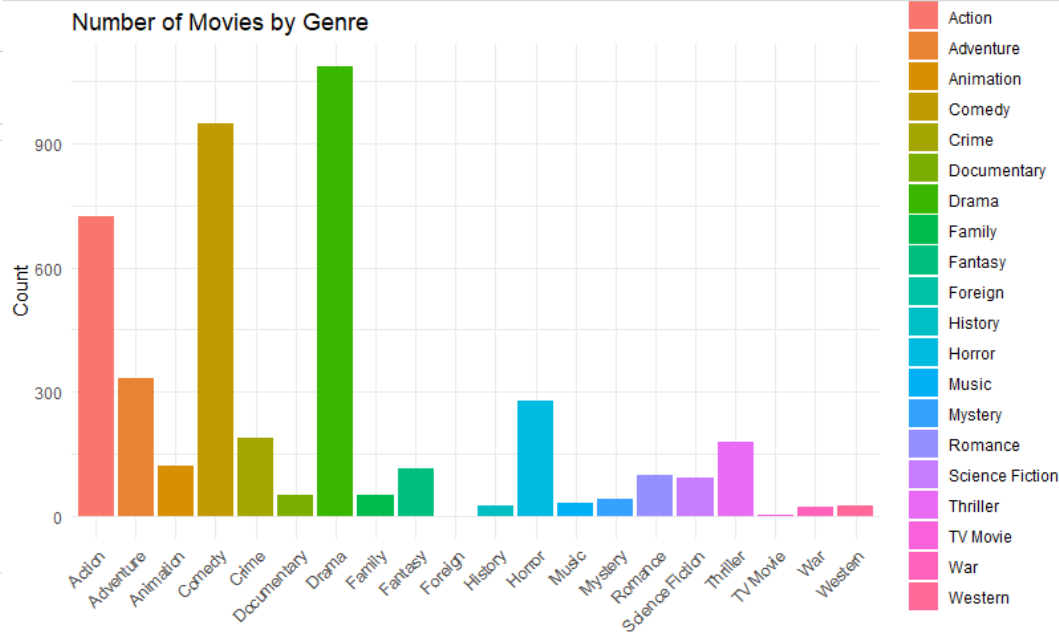 Number of Movies by Genre
Count
900
600
300
0
Action
Adventure
Animation
Comedy
Crime
Documentary
Drama
Family
Fantasy
Foreign
History
Horror
Music
Mystery
Romance
Science Fiction
Thriller
TV Movie
War
Western
Action
Adventure
Animation
Comedy
Crime
Documentary
Drama
Family
Fantasy
Foreign
History
Horror
Music
Mystery
Romance
Science Fiction
Thriller
TV Movie
War
Western